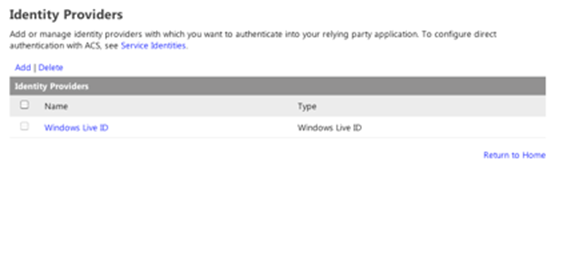 Identity Providers
Add or manage identity providers with which you want to authenticate into your relying party application. To configure direct
authentication with ACS, see Service Identities.
Add | Delete
Identity Providers
Name Type
Windows Live ID Windows Live ID
Return to Home